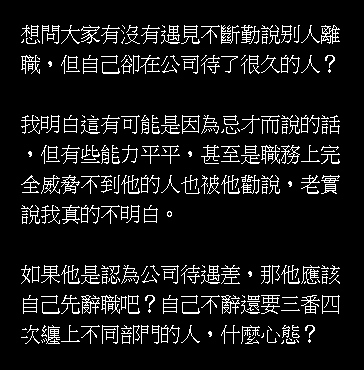 想問大家有沒有遇見不斷勸說别人離
職，但自己卻在公司待了很久的人？
我明白這有可能是因為忌才而說的話
，但有些能力平平，甚至是職務上完
全威脅不到他的人也被他勸說，老實
說我真的不明白。
如果他是認為公司待遇差，那他應該
自己先辭職吧？自己不辭還要三番四
次纏上不同部門的人，什麼心態？